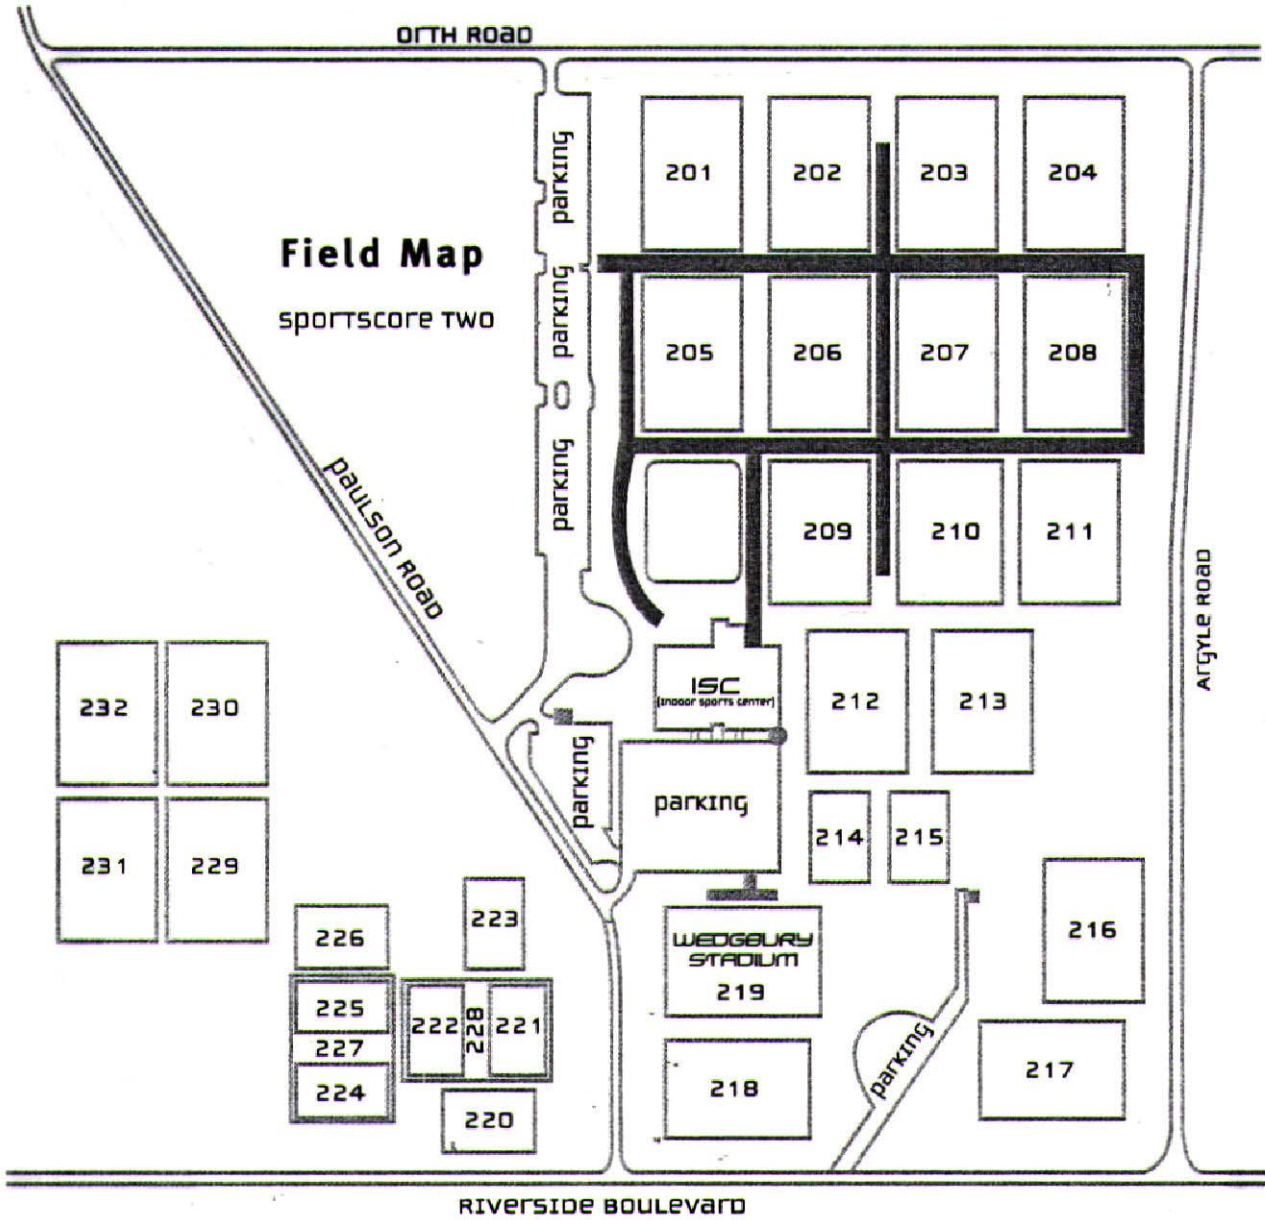 OrTH ROAD
parking
201
202
203
204
Field Map
sportscore TWO
parking
205
206
207
208
parking
paulson Road
209
210
211
Argyle Road
232
230
ISC
(indoor sports center)
212
213
parking
parking
231
229
214
215
223
226
216
WEDGBURY
STADIUM
219
225
222
228
221
227
224
220
218
parking
217
Riverside Boulevard